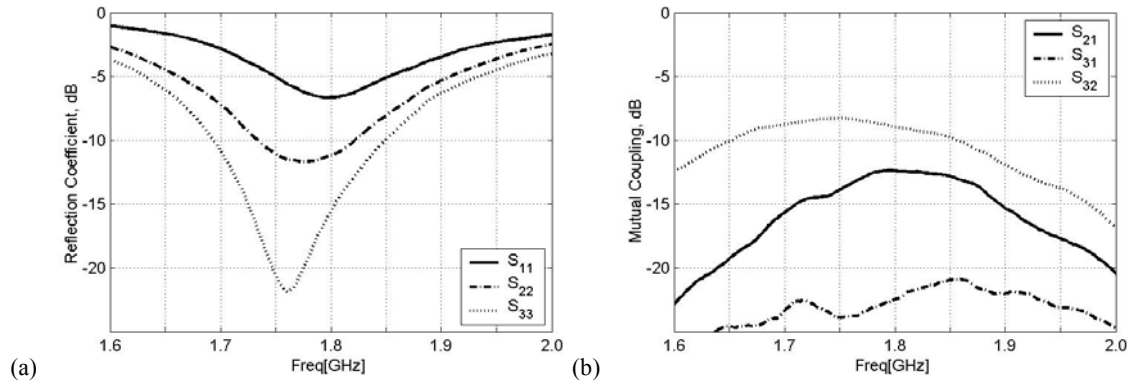 (a)
Reflection Coefficient, dB
0
-5
-10
-15
-20
1.6 1.7 1.8 1.9 2.0
Freq[GHz]
S11
S22
S33
(b)
Mutual Coupling, dB
0
-5
-10
-15
-20
1.6 1.7 1.8 1.9 2.0
Freq[GHz]
S21
S31
S32